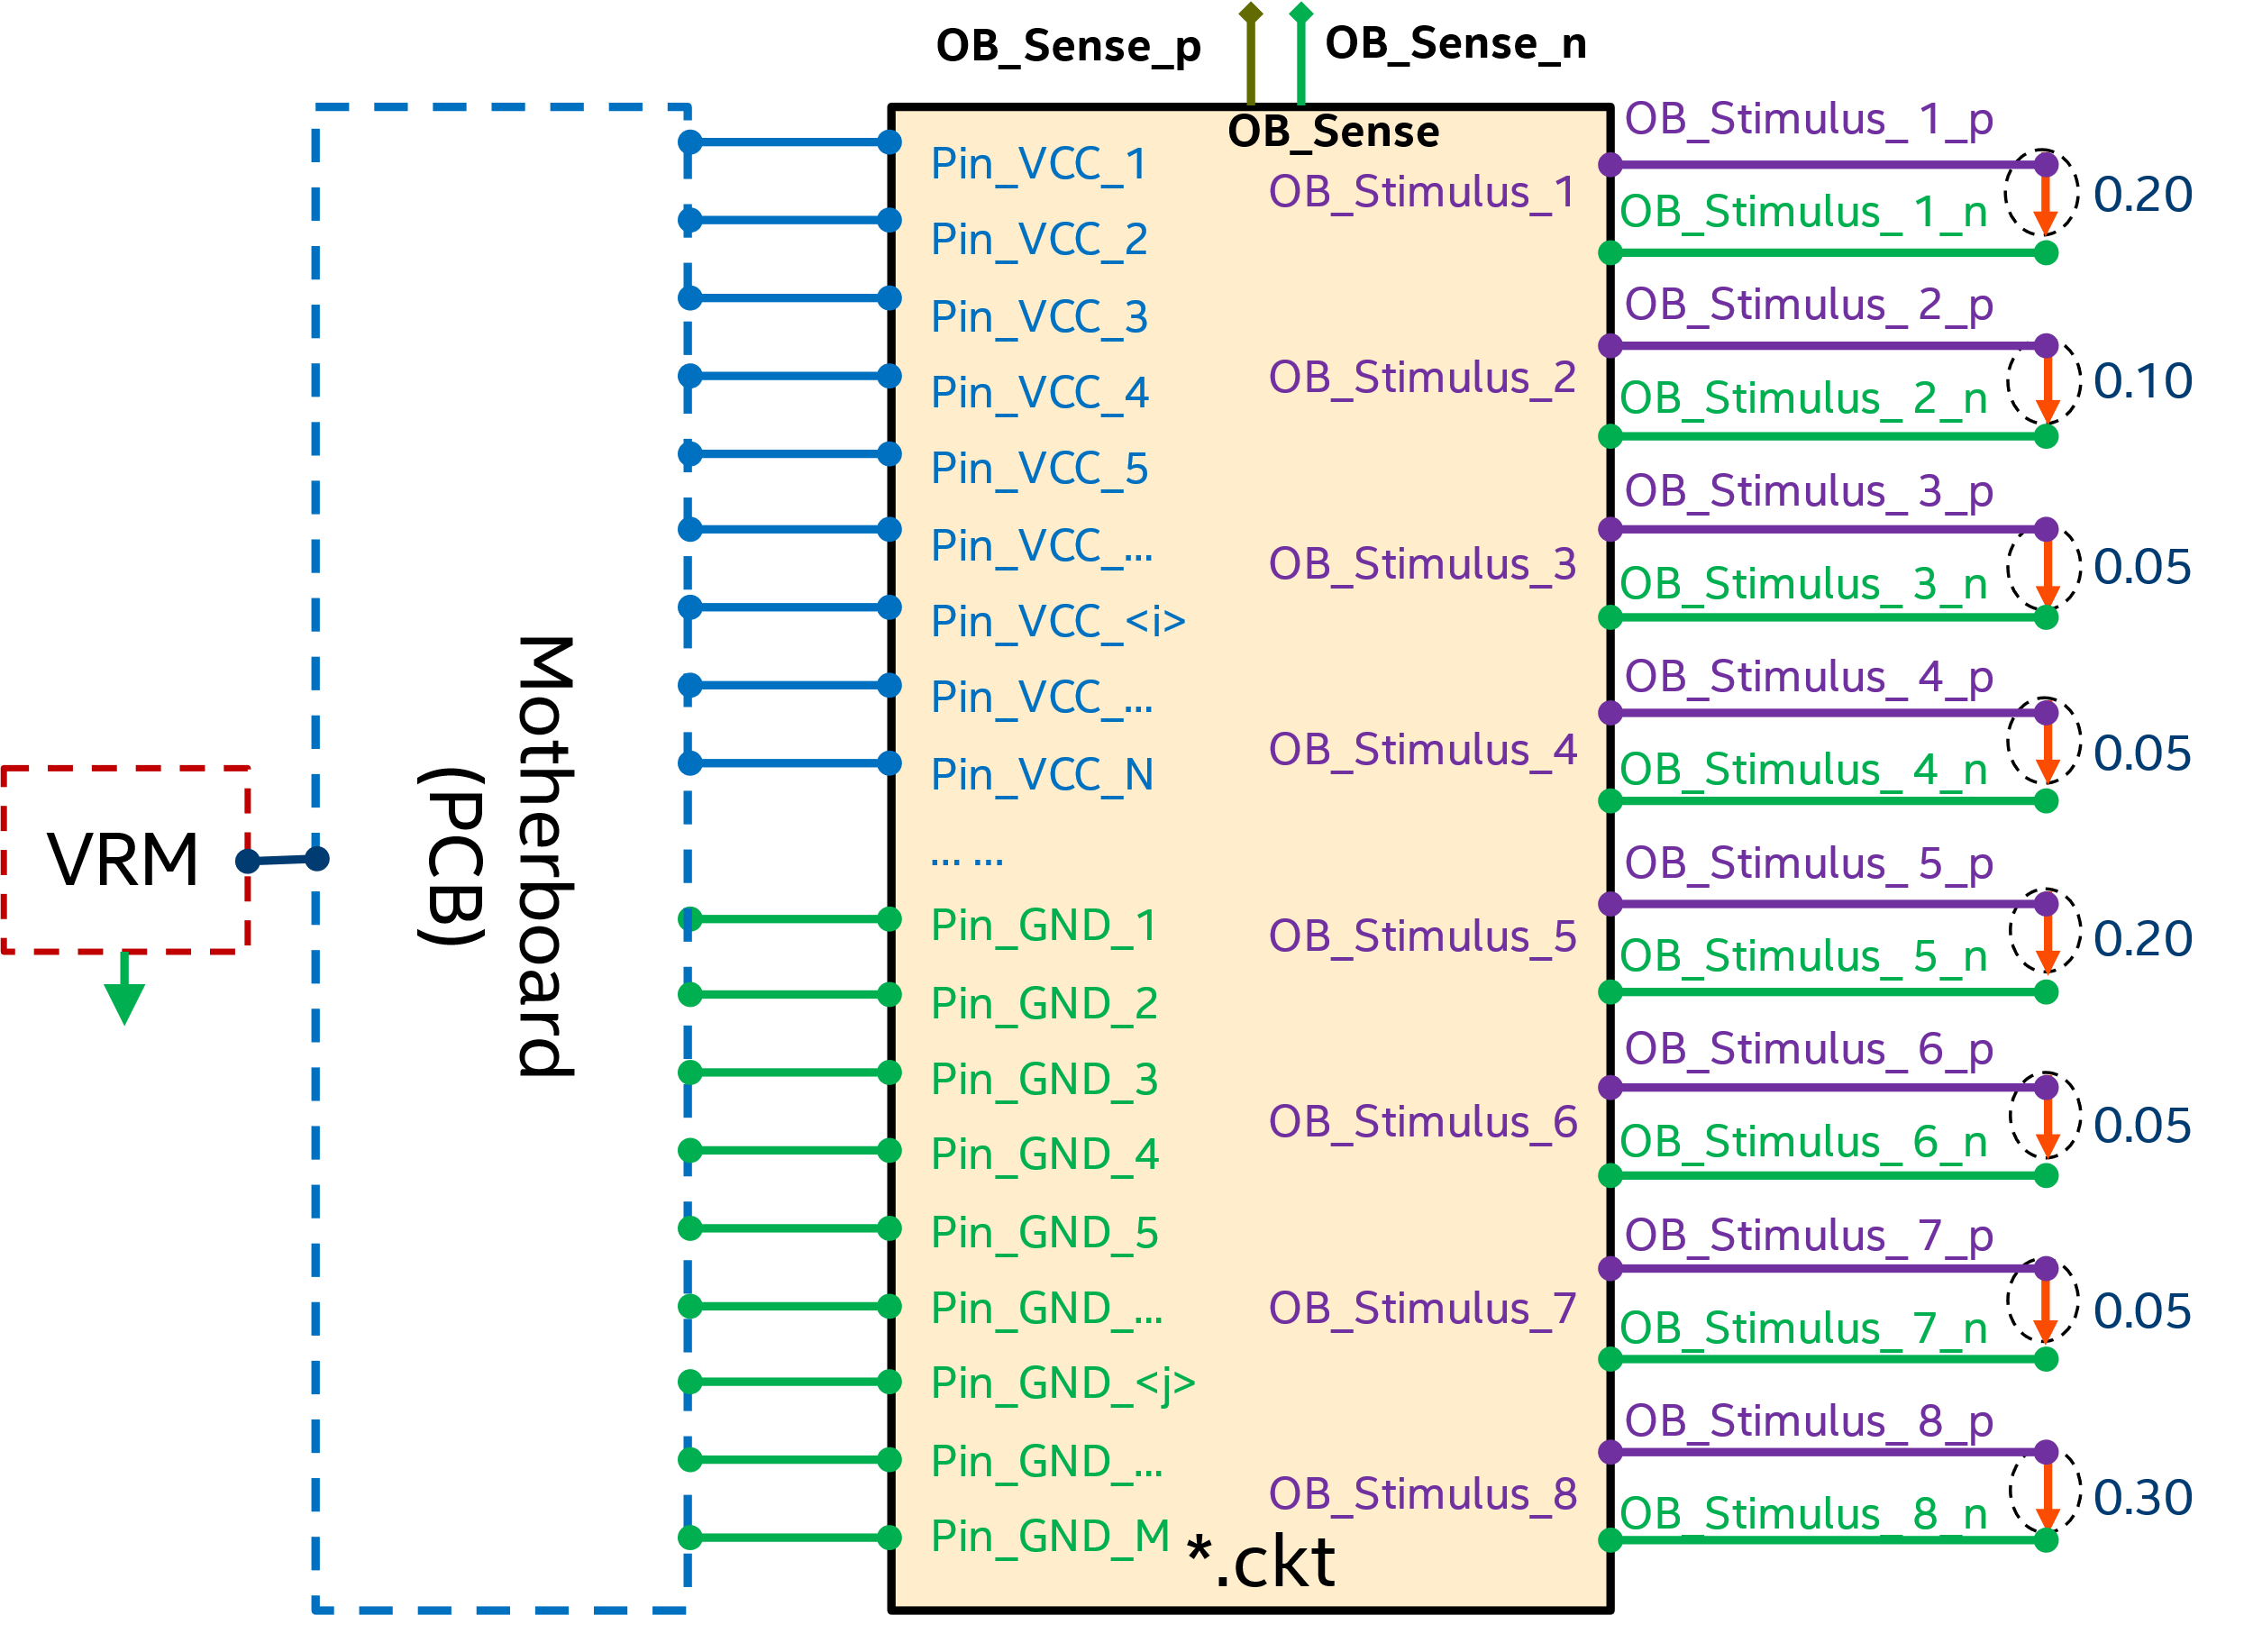 OB_Sense_p
OB_Sense_n
VRM
Motherboard
(PCB)
OB_Sense
Pin_VCC_1
Pin_VCC_2
Pin_VCC_3
Pin_VCC_4
Pin_VCC_5
Pin_VCC_...
Pin_VCC_<i>
Pin_VCC_...
Pin_VCC_N
... ...
Pin_GND_1
Pin_GND_2
Pin_GND_3
Pin_GND_4
Pin_GND_5
Pin_GND_...
Pin_GND_<j>
Pin_GND_...
Pin_GND_M
OB_Stimulus_1
OB_Stimulus_2
OB_Stimulus_3
OB_Stimulus_4
OB_Stimulus_5
OB_Stimulus_6
OB_Stimulus_7
OB_Stimulus_8
*.ckt
OB_Stimulus_ 1_p
OB_Stimulus_ 1_n
0.20
OB_Stimulus_ 2_p
OB_Stimulus_ 2_n
0.10
OB_Stimulus_ 3_p
OB_Stimulus_ 3_n
0.05
OB_Stimulus_ 4_p
OB_Stimulus_ 4_n
0.05
OB_Stimulus_ 5_p
OB_Stimulus_ 5_n
0.20
OB_Stimulus_ 6_p
OB_Stimulus_ 6_n
0.05
OB_Stimulus_ 7_p
OB_Stimulus_ 7_n
0.05
OB_Stimulus_ 8_p
OB_Stimulus_ 8_n
0.30